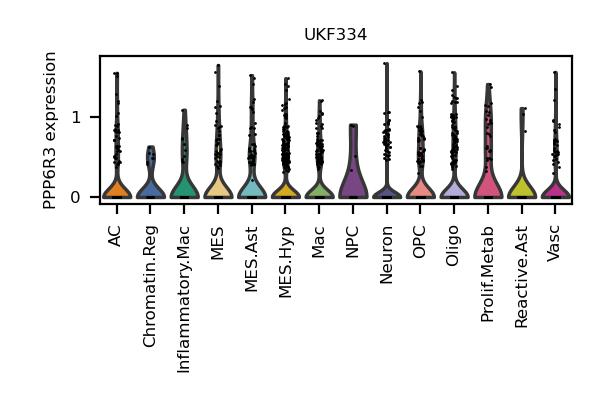 UKF334
PPP6R3 expression
1
0
AC
Chromatin.Reg
Inflammatory.Mac
MES
MES.Ast
MES.Hyp
Mac
NPC
Neuron
OPC
Oligo
Prolif.Metab
Reactive.Ast
Vasc